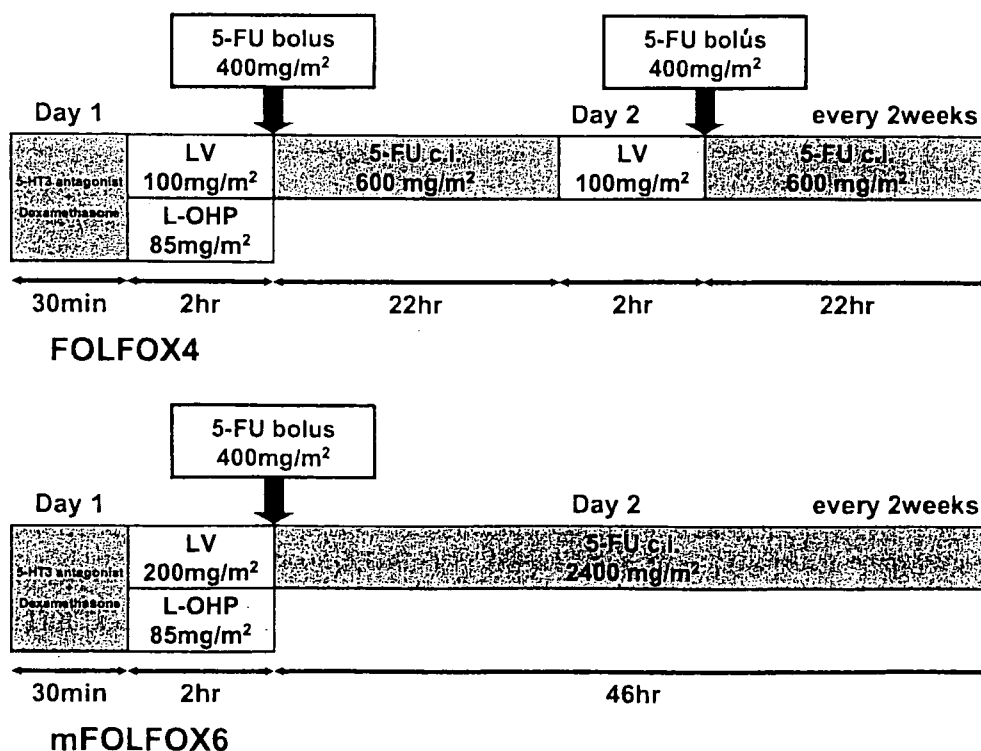 5-FU bolus
400mg/m²
5-FU bolús
400mg/m²
Day 1
Day 2
every 2weeks
5-HT3 antagonist
Dexamethasone
LV
100mg/m²
L-OHP
85mg/m²
5-FU c.i.
600 mg/m²
LV
100mg/m²
5-FU c.i.
600 mg/m²
30min
2hr
22hr
2hr
22hr
FOLFOX4
5-FU bolus
400mg/m²
Day 1
Day 2
every 2weeks
5-HT3 antagonist
Dexamethasone
LV
200mg/m²
L-OHP
85mg/m²
5-FU c.i.
2400 mg/m²
30min
2hr
46hr
mFOLFOX6